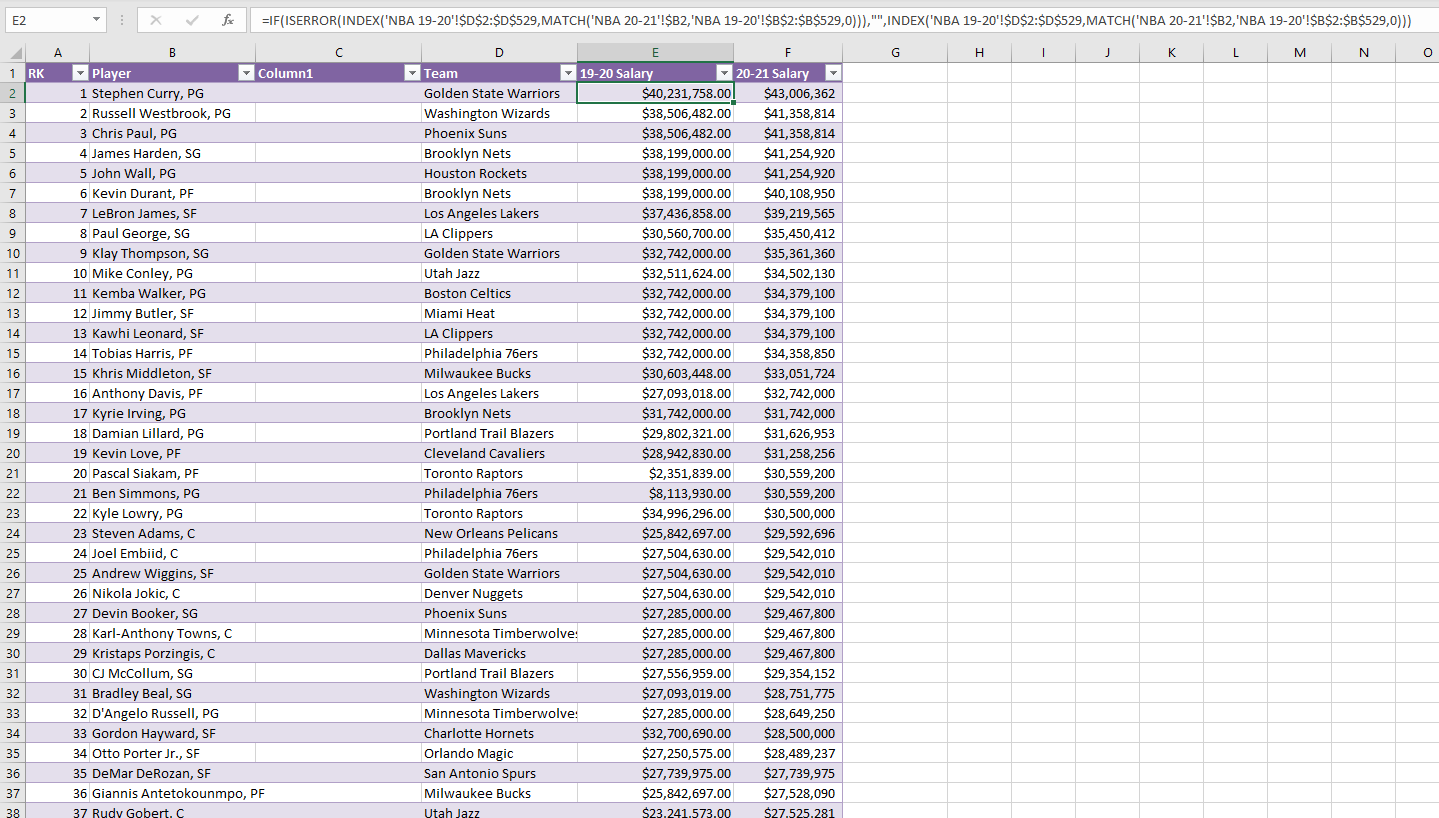 E2 fx =IF(ISERROR(INDEX('NBA 19-20'!$D$2:$D$529,MATCH('NBA 20-21'!$B2,'NBA 19-20'!$B$2:$B$529,0))),"",INDEX('NBA 19-20'!$D$2:$D$529,MATCH('NBA 20-21'!$B2,'NBA 19-20'!$B$2:$B$529,0)))
A B C D E F G H I J K L M N O
1 RK Player Column1 Team 19-20 Salary 20-21 Salary
2 1 Stephen Curry, PG Golden State Warriors $40,231,758.00 $43,006,362
3 2 Russell Westbrook, PG Washington Wizards $38,506,482.00 $41,358,814
4 3 Chris Paul, PG Phoenix Suns $38,506,482.00 $41,358,814
5 4 James Harden, SG Brooklyn Nets $38,199,000.00 $41,254,920
6 5 John Wall, PG Houston Rockets $38,199,000.00 $41,254,920
7 6 Kevin Durant, PF Brooklyn Nets $38,199,000.00 $40,108,950
8 7 LeBron James, SF Los Angeles Lakers $37,436,858.00 $39,219,565
9 8 Paul George, SG LA Clippers $30,560,700.00 $35,450,412
10 9 Klay Thompson, SG Golden State Warriors $32,742,000.00 $35,361,360
11 10 Mike Conley, PG Utah Jazz $32,511,624.00 $34,502,130
12 11 Kemba Walker, PG Boston Celtics $32,742,000.00 $34,379,100
13 12 Jimmy Butler, SF Miami Heat $32,742,000.00 $34,379,100
14 13 Kawhi Leonard, SF LA Clippers $32,742,000.00 $34,379,100
15 14 Tobias Harris, PF Philadelphia 76ers $32,742,000.00 $34,358,850
16 15 Khris Middleton, SF Milwaukee Bucks $30,603,448.00 $33,051,724
17 16 Anthony Davis, PF Los Angeles Lakers $27,093,018.00 $32,742,000
18 17 Kyrie Irving, PG Brooklyn Nets $31,742,000.00 $31,742,000
19 18 Damian Lillard, PG Portland Trail Blazers $29,802,321.00 $31,626,953
20 19 Kevin Love, PF Cleveland Cavaliers $28,942,830.00 $31,258,256
21 20 Pascal Siakam, PF Toronto Raptors $2,351,839.00 $30,559,200
22 21 Ben Simmons, PG Philadelphia 76ers $8,113,930.00 $30,559,200
23 22 Kyle Lowry, PG Toronto Raptors $34,996,296.00 $30,500,000
24 23 Steven Adams, C New Orleans Pelicans $25,842,697.00 $29,592,696
25 24 Joel Embiid, C Philadelphia 76ers $27,504,630.00 $29,542,010
26 25 Andrew Wiggins, SF Golden State Warriors $27,504,630.00 $29,542,010
27 26 Nikola Jokic, C Denver Nuggets $27,504,630.00 $29,542,010
28 27 Devin Booker, SG Phoenix Suns $27,285,000.00 $29,467,800
29 28 Karl-Anthony Towns, C Minnesota Timberwolves $27,285,000.00 $29,467,800
30 29 Kristaps Porzingis, C Dallas Mavericks $27,285,000.00 $29,467,800
31 30 CJ McCollum, SG Portland Trail Blazers $27,556,959.00 $29,354,152
32 31 Bradley Beal, SG Washington Wizards $27,093,019.00 $28,751,775
33 32 D'Angelo Russell, PG Minnesota Timberwolves $27,285,000.00 $28,649,250
34 33 Gordon Hayward, SF Charlotte Hornets $32,700,690.00 $28,500,000
35 34 Otto Porter Jr., SF Orlando Magic $27,250,575.00 $28,489,237
36 35 DeMar DeRozan, SF San Antonio Spurs $27,739,975.00 $27,739,975
37 36 Giannis Antetokounmpo, PF Milwaukee Bucks $25,842,697.00 $27,528,090
38 37 Rudy Gobert, C Utah Jazz $23,241,573.00 $27,525,281